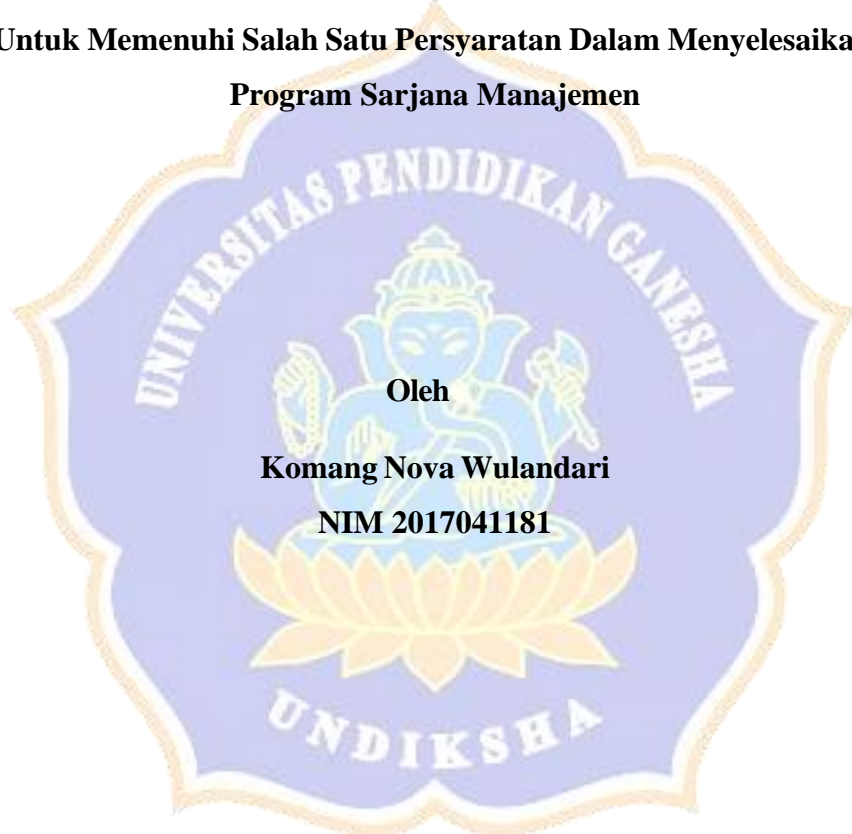 Untuk Memenuhi Salah Satu Persyaratan Dalam Menyelesaika
Program Sarjana Manajemen
UNIVERSITAS PENDIDIKAN GANESHA
Oleh
Komang Nova Wulandari
NIM 2017041181
UNDIKSHA